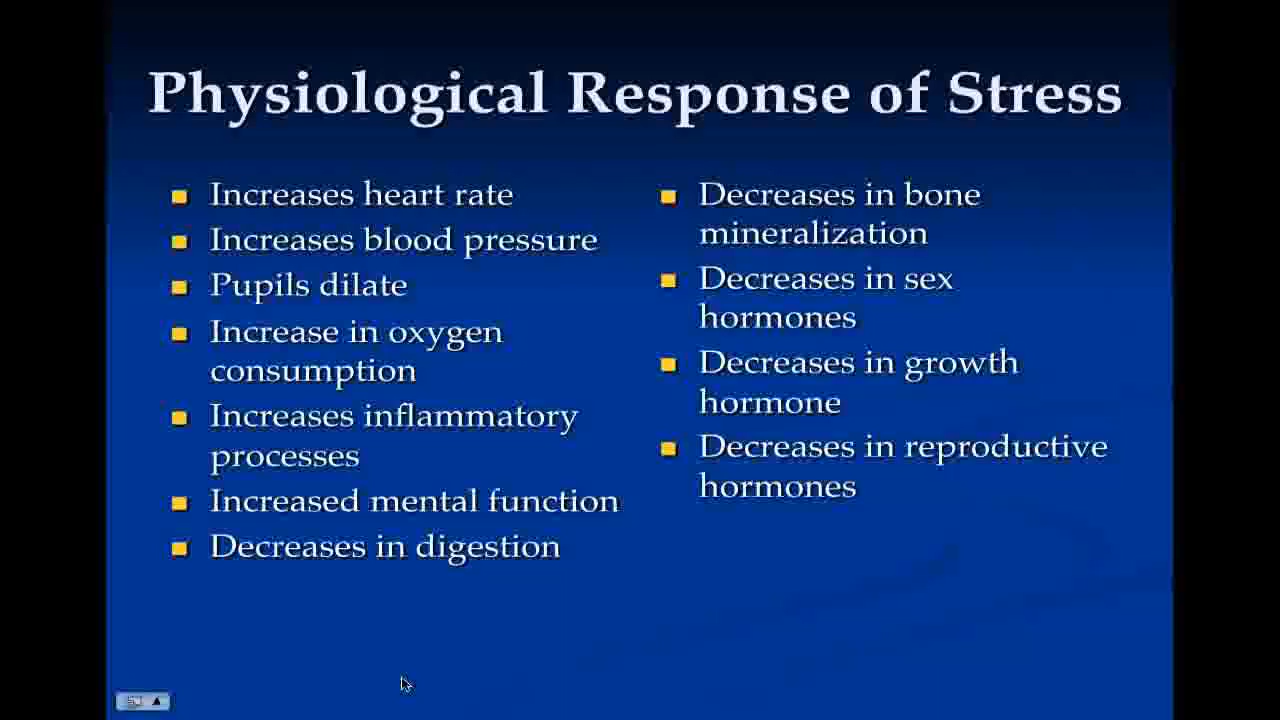 Physiological Response of Stress
Increases heart rate
Increases blood pressure
Pupils dilate
Increase in oxygen
consumption
Increases inflammatory
processes
Increased mental function
Decreases in digestion
Decreases in bone
mineralization
Decreases in sex
hormones
Decreases in growth
hormone
Decreases in reproductive
hormones